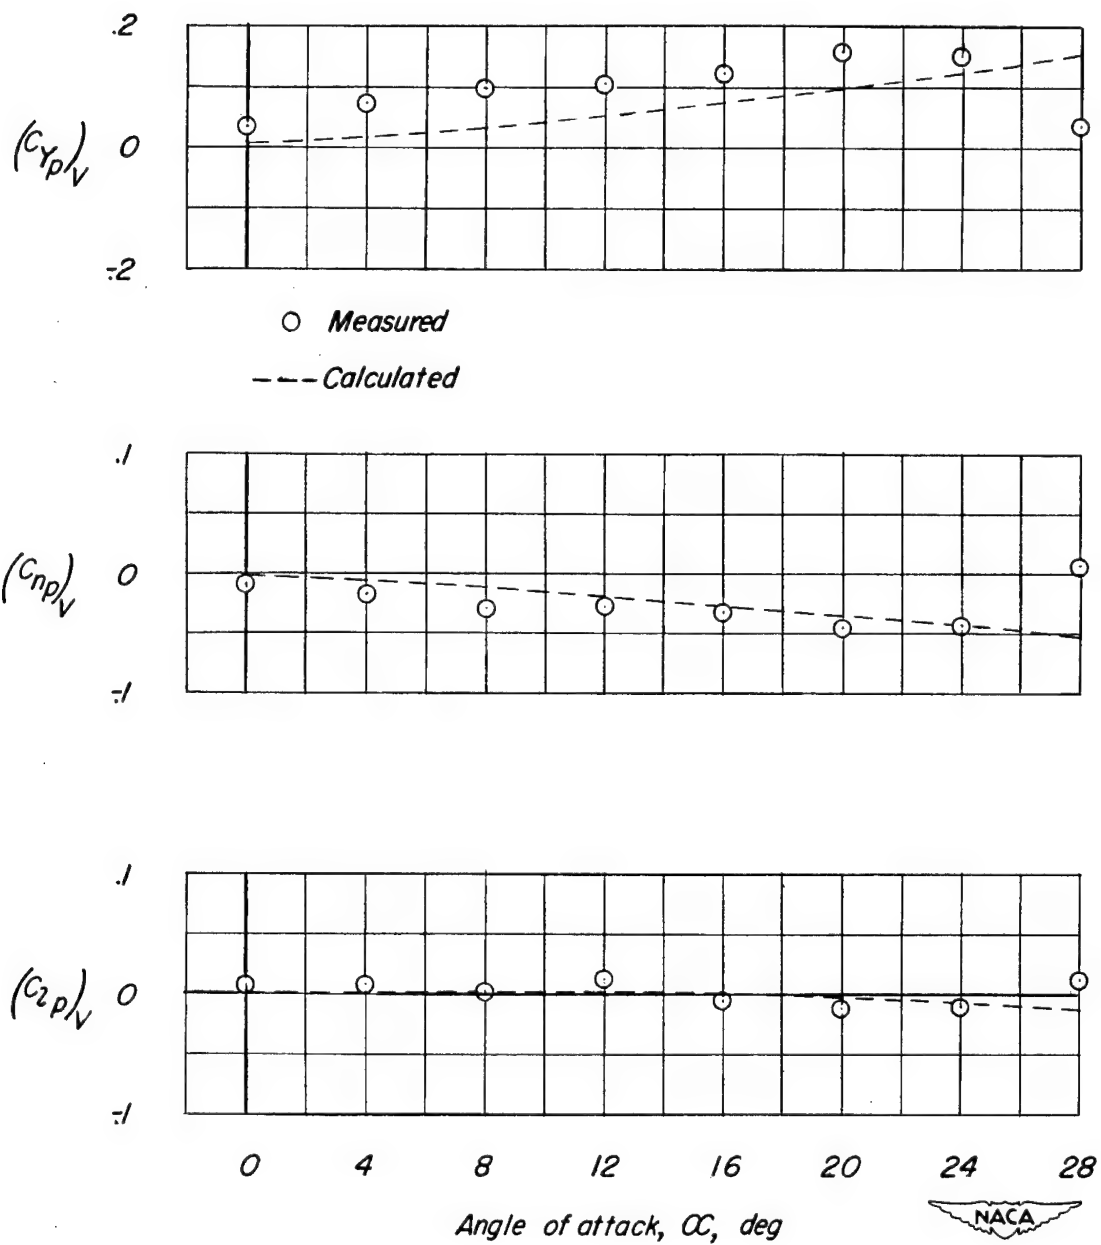 .2
(CYp)V 0
-.2
Measured
Calculated
.1
(Cnp)V 0
-.1
.1
(Clp)V 0
-.1
0 4 8 12 16 20 24 28
Angle of attack, α, deg
NACA